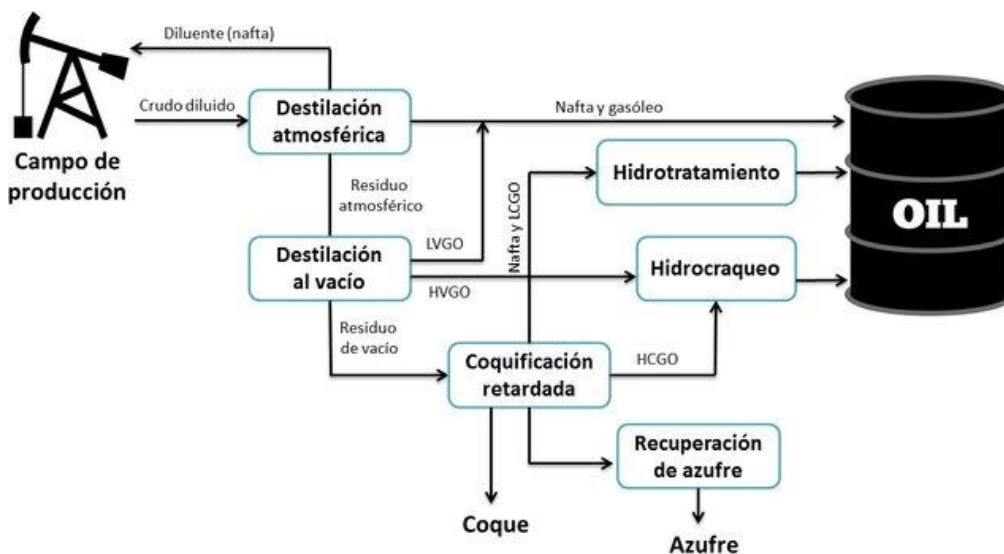 Diluente (nafta)
Crudo diluido
Campo de
producción
Destilación
atmosférica
Nafta y gasóleo
Residuo
atmosférico
Hidrotratamiento
OIL
Nafta y LCGO
Destilación
al vacío
LVGO
HVGO
Hidrocraqueo
Residuo
de vacío
Coquificación
retardada
HCGO
Recuperación
de azufre
Coque
Azufre